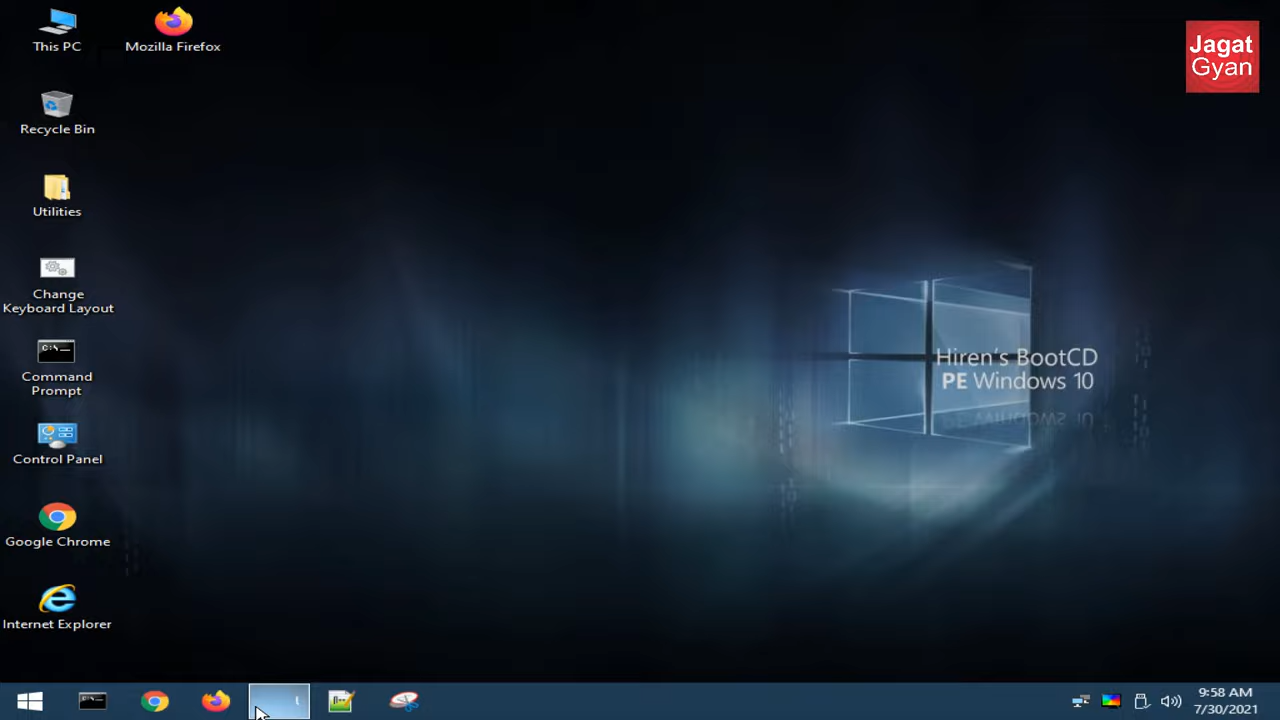 This PC
Mozilla Firefox
Jagat
Gyan
Recycle Bin
Utilities
Change
Keyboard Layout
Hiren's BootCD
PE Windows 10
Command
Prompt
Control Panel
Google Chrome
Internet Explorer
9:58 AM
7/30/2021